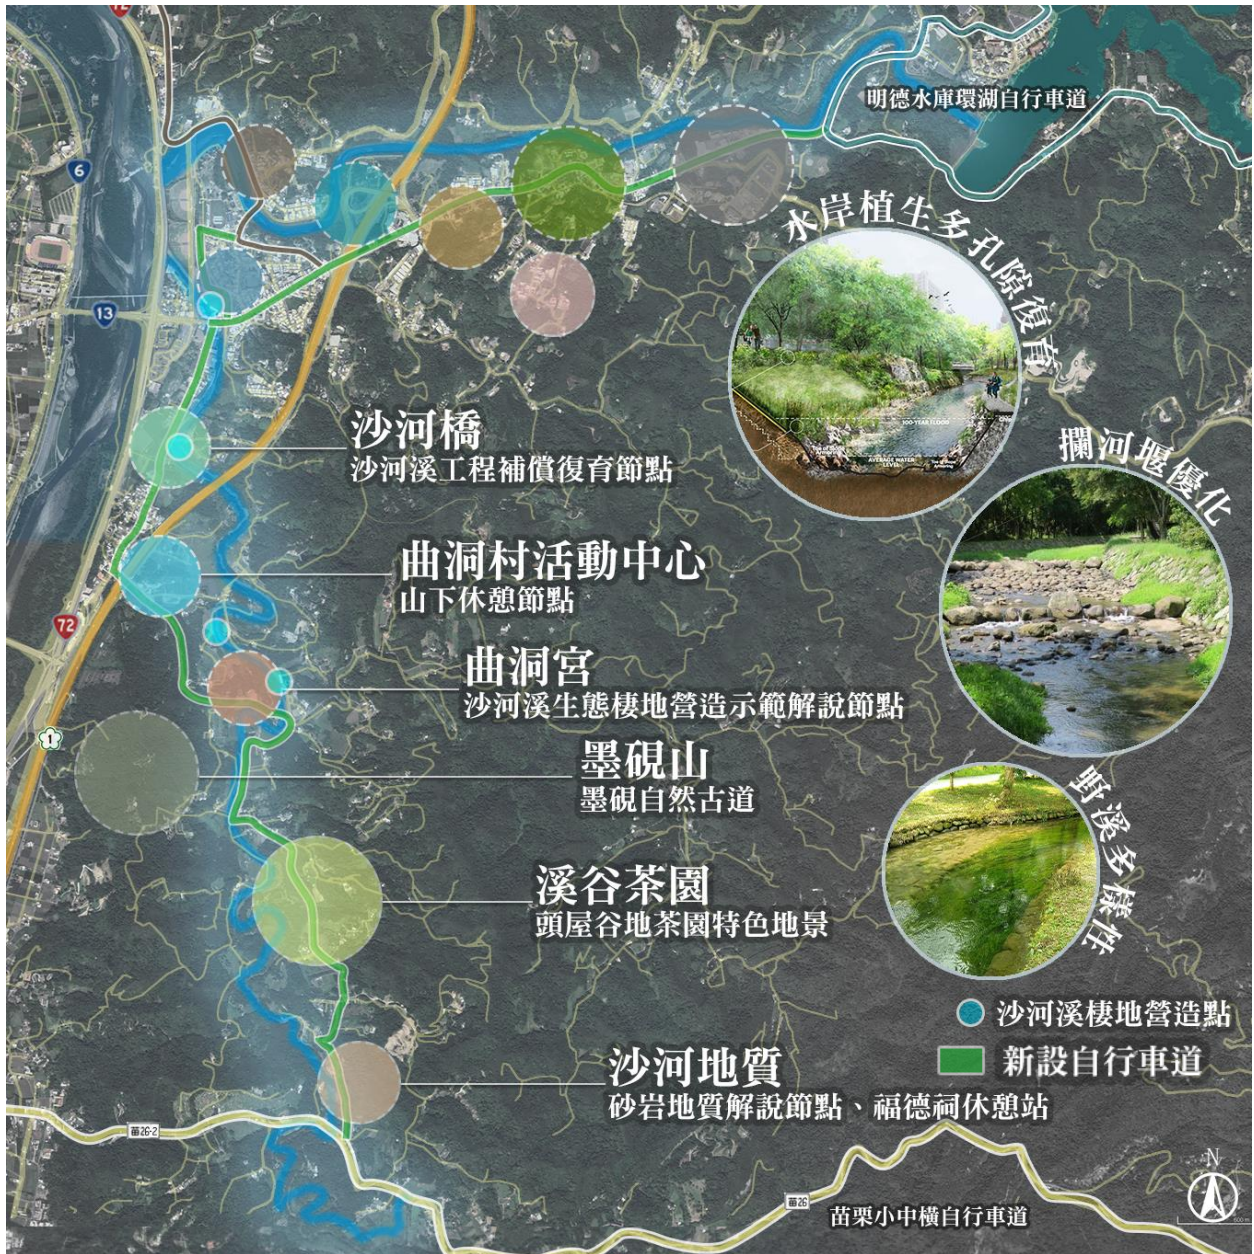 72
明德水庫環湖自行車道
6
水岸植生多孔隙復育
13
100-YEAR FLOOD
AVERAGE WATER
LEVEL
沙河橋
沙河溪工程補償復育節點
攔河堰優化
曲洞村活動中心
山下休憩節點
72
曲洞宮
沙河溪生態棲地營造示範解說節點
1
墨硯山
墨硯自然古道
野溪多樣性
溪谷茶園
頭屋谷地茶園特色地景
沙河溪棲地營造點
新設自行車道
沙河地質
砂岩地質解說節點、福德祠休憩站
苗26-2
苗26
苗栗小中橫自行車道
N